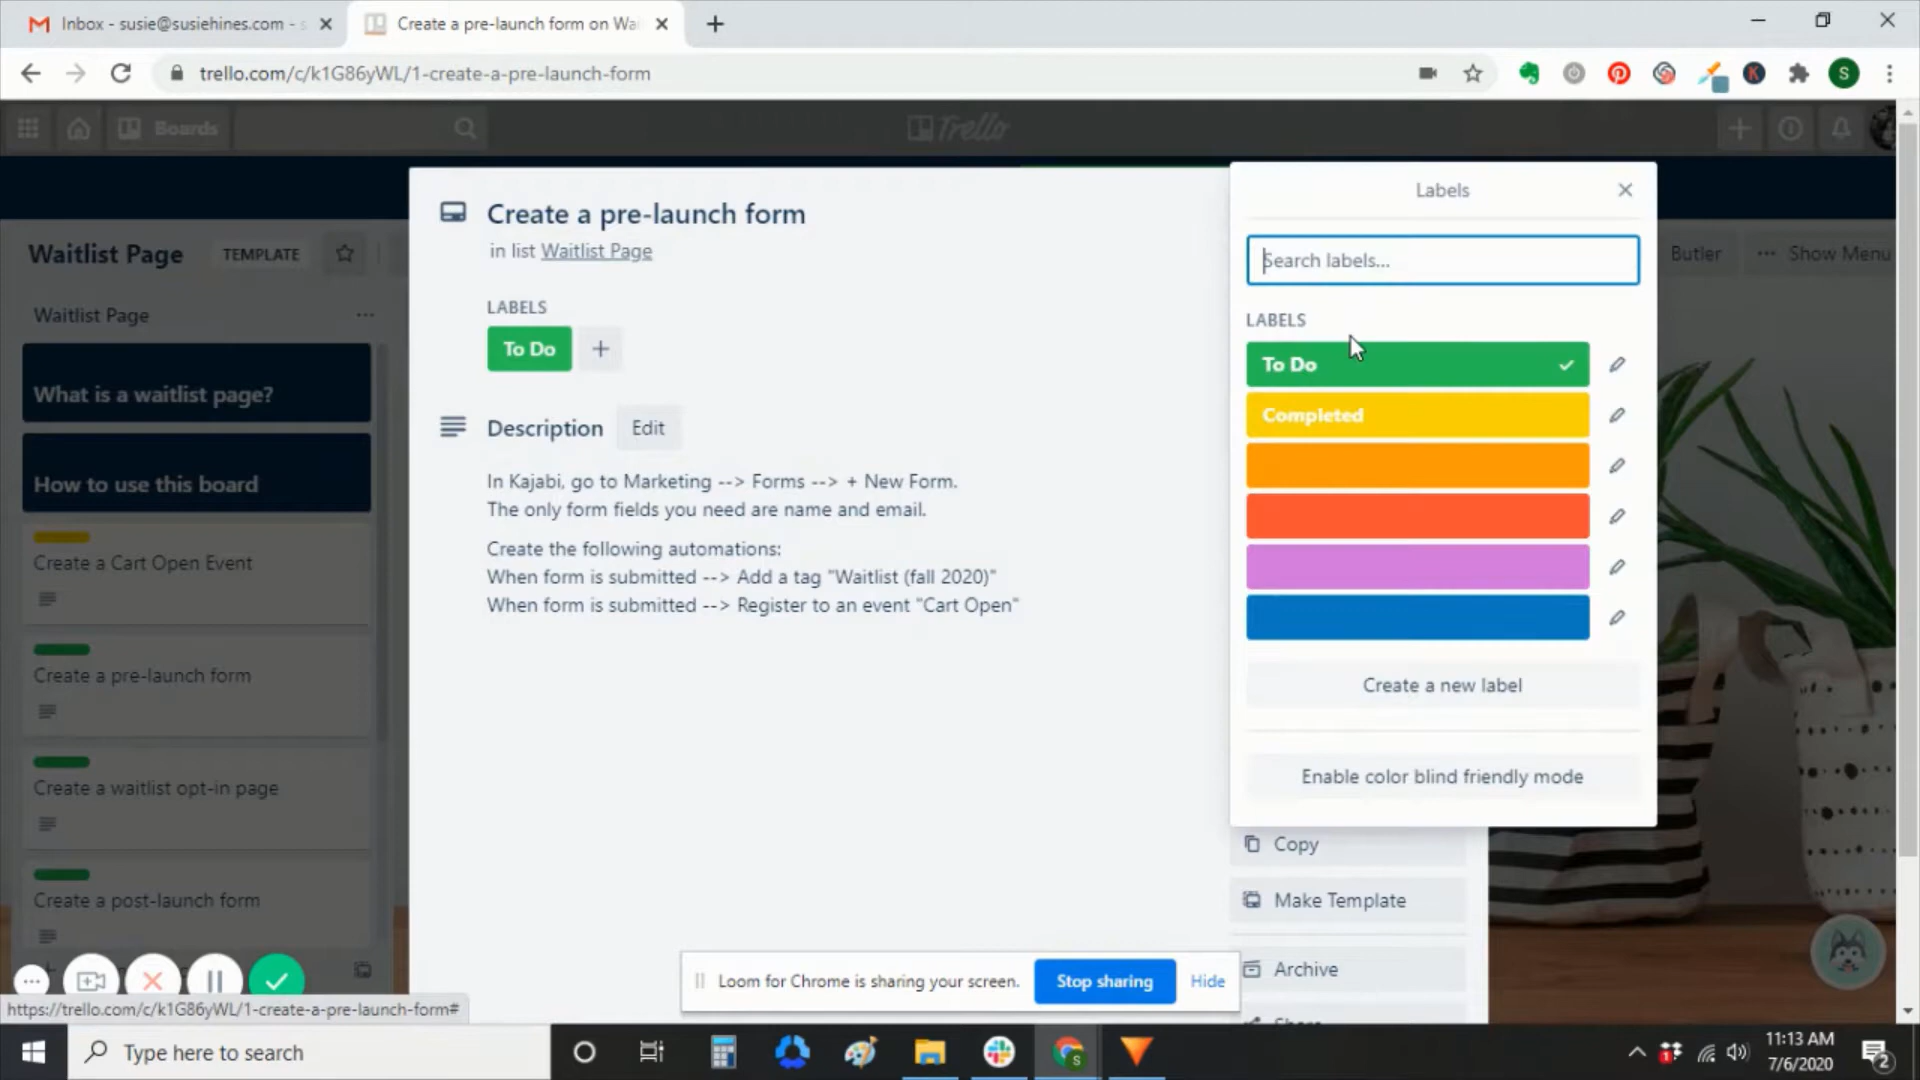 Inbox - susie@susiehines.com -
Create a pre-launch form on Wai
trello.com/c/k1G86yWL/1-create-a-pre-launch-form
S
K
Boards
Trello
Waitlist Page
TEMPLATE
Butler
Show Menu
Waitlist Page
What is a waitlist page?
How to use this board
Create a Cart Open Event
Create a pre-launch form
Create a waitlist opt-in page
Create a post-launch form
Create a pre-launch form
in list Waitlist Page
LABELS
To Do
Description
Edit
In Kajabi, go to Marketing --> Forms --> + New Form.
The only form fields you need are name and email.
Create the following automations:
When form is submitted --> Add a tag "Waitlist (fall 2020)"
When form is submitted --> Register to an event "Cart Open"
Labels
Search labels...
LABELS
To Do
Completed
Create a new label
Enable color blind friendly mode
Copy
Make Template
Archive
Loom for Chrome is sharing your screen.
Stop sharing
Hide
https://trello.com/c/k1G86yWL/1-create-a-pre-launch-form#
Type here to search
11:13 AM
7/6/2020
2